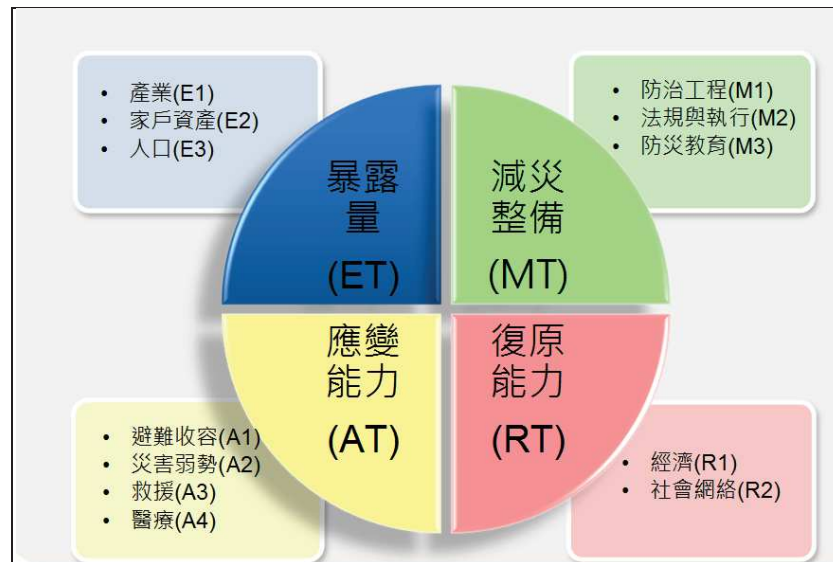 • 產業(E1)
• 家戶資產(E2)
• 人口(E3)
• 防治工程(M1)
• 法規與執行(M2)
• 防災教育(M3)
暴露
量
(ET)
減災
整備
(MT)
應變
能力
(AT)
復原
能力
(RT)
• 避難收容(A1)
• 災害弱勢(A2)
• 救援(A3)
• 醫療(A4)
• 經濟(R1)
• 社會網絡(R2)